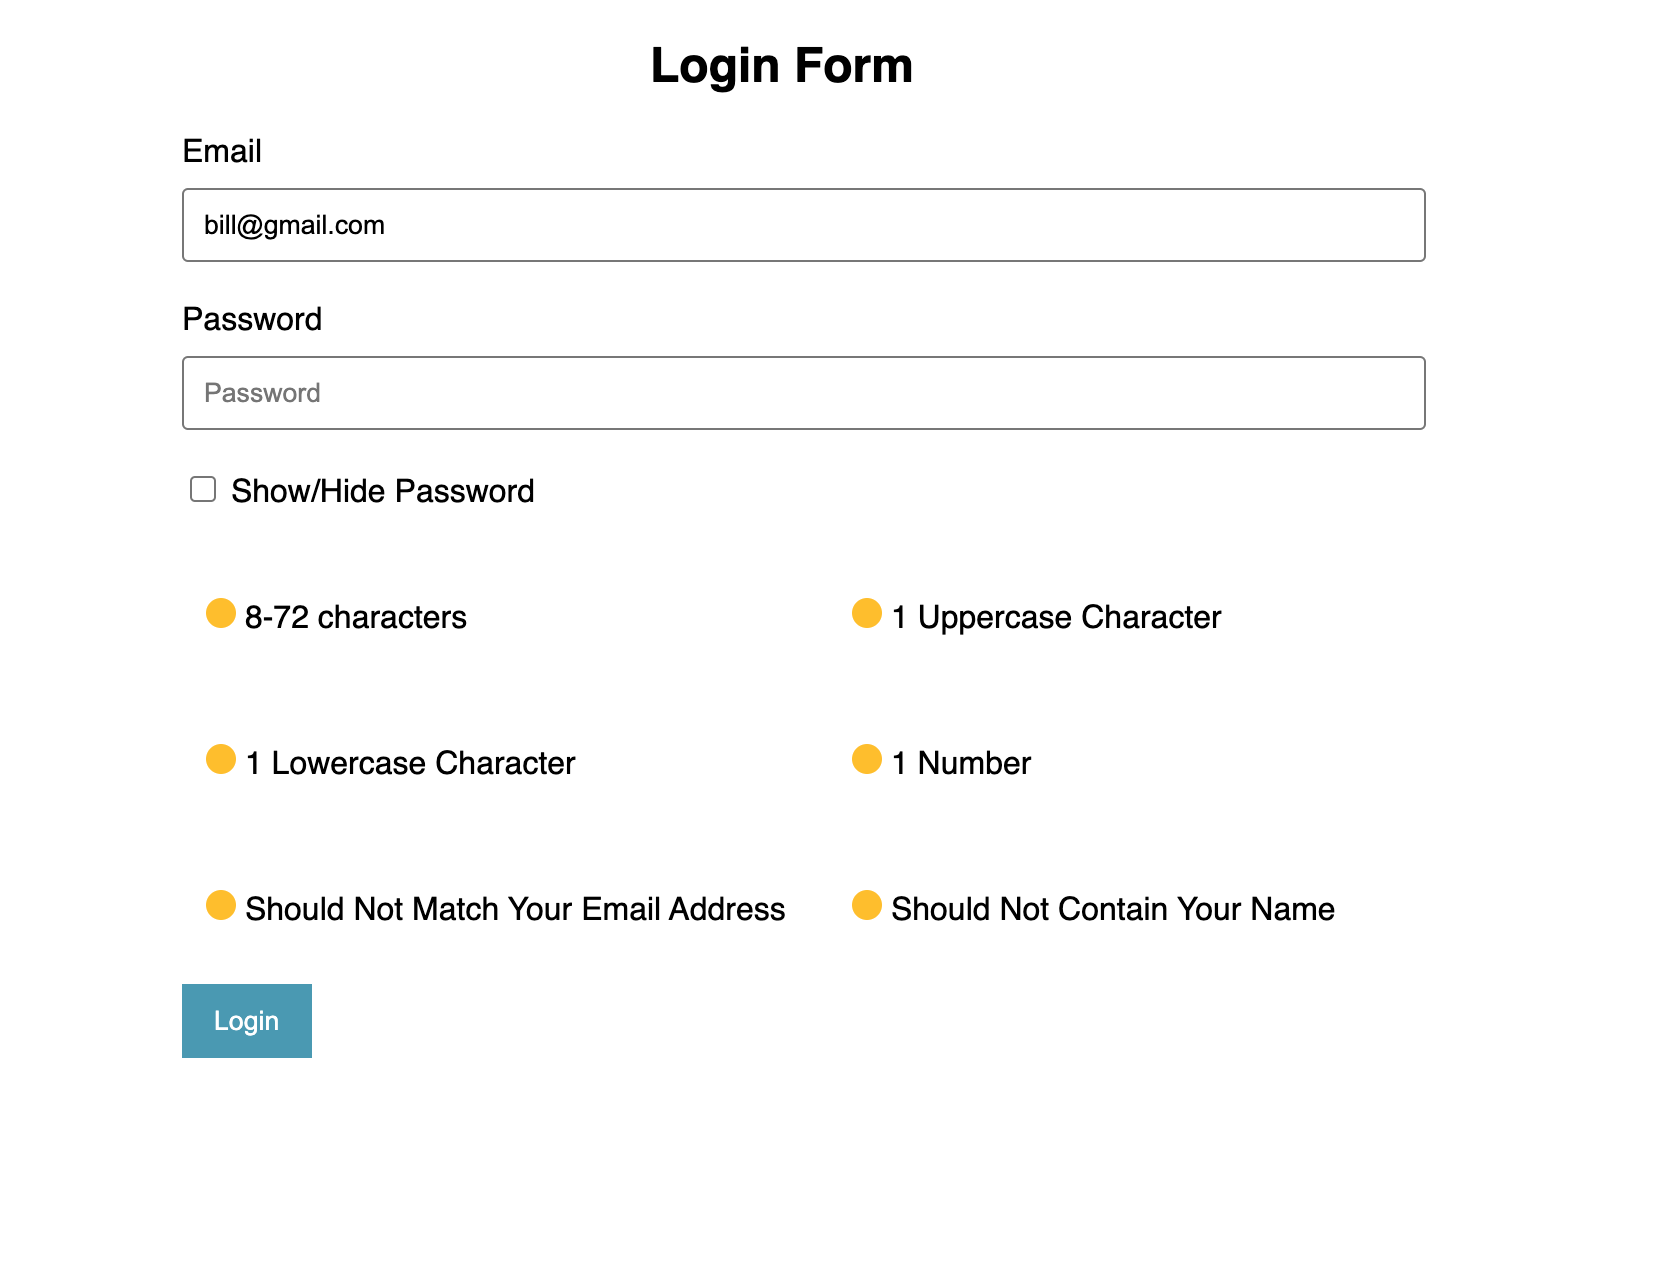 Login Form
Email
bill@gmail.com
Password
Password
Show/Hide Password
8-72 characters
1 Uppercase Character
1 Lowercase Character
1 Number
Should Not Match Your Email Address
Should Not Contain Your Name
Login